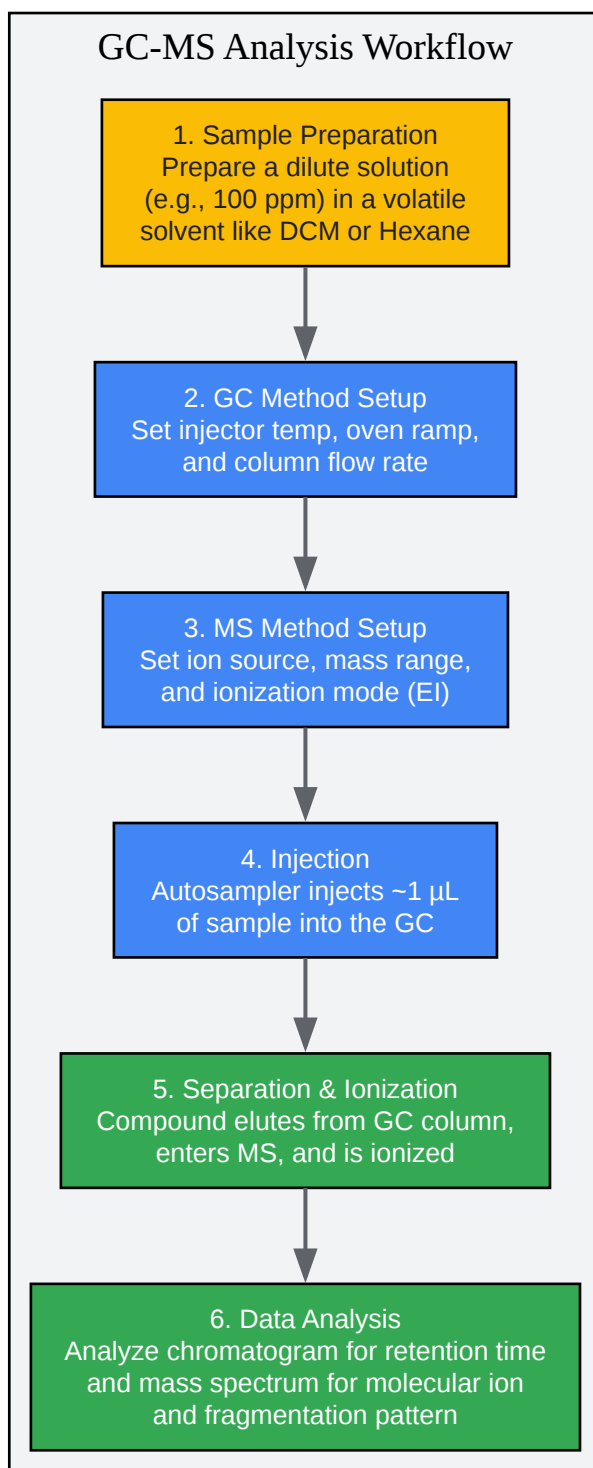 GC-MS Analysis Workflow
1. Sample Preparation
Prepare a dilute solution
(e.g., 100 ppm) in a volatile
solvent like DCM or Hexane
2. GC Method Setup
Set injector temp, oven ramp,
and column flow rate
3. MS Method Setup
Set ion source, mass range,
and ionization mode (EI)
4. Injection
Autosampler injects ~1 µL
of sample into the GC
5. Separation & Ionization
Compound elutes from GC column,
enters MS, and is ionized
6. Data Analysis
Analyze chromatogram for retention time
and mass spectrum for molecular ion
and fragmentation pattern